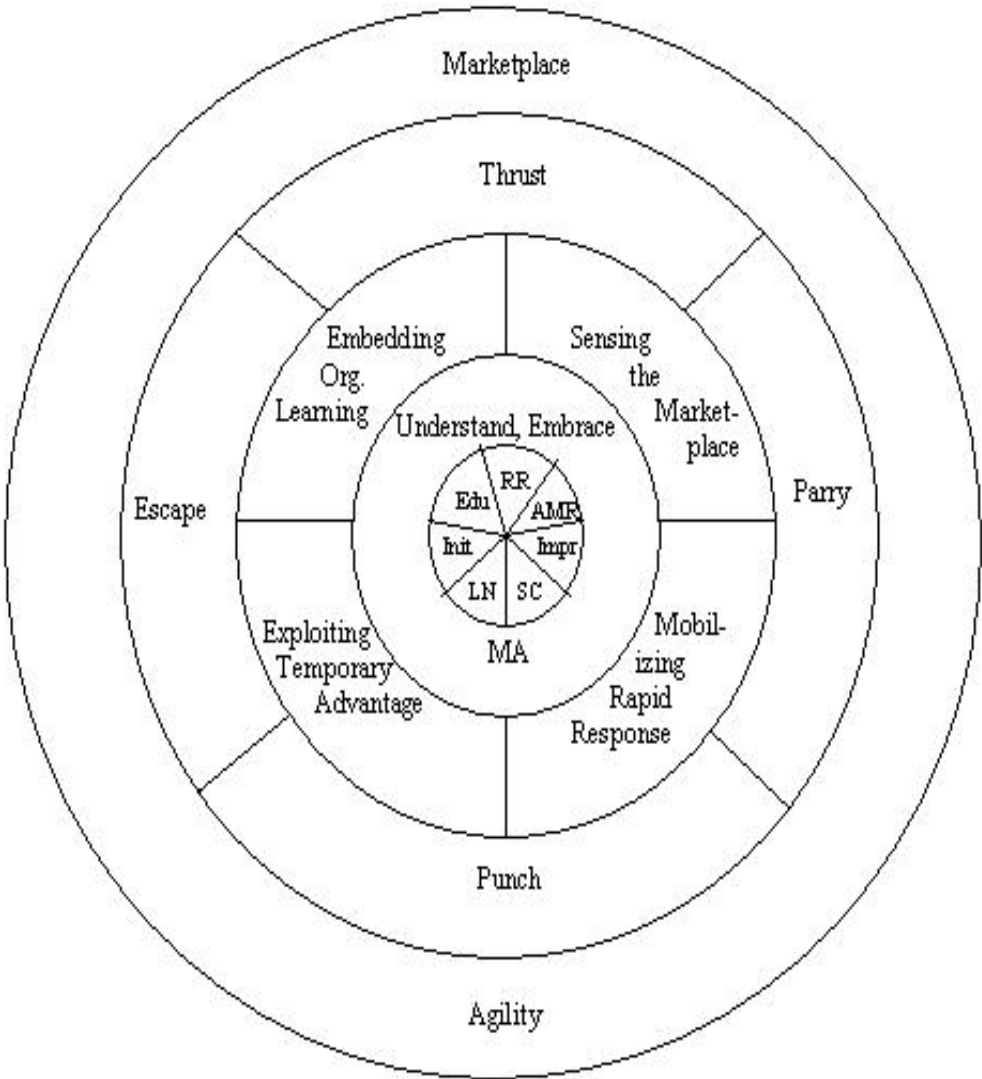 Marketplace
Thrust
Embedding
Org.
Learning
Sensing
the
Market-
place
Understand, Embrace
RR
Edu
AMR
Escape
Parry
Init
Impr
LN
SC
MA
Exploiting
Temporary
Advantage
Mobil-
izing
Rapid
Response
Punch
Agility